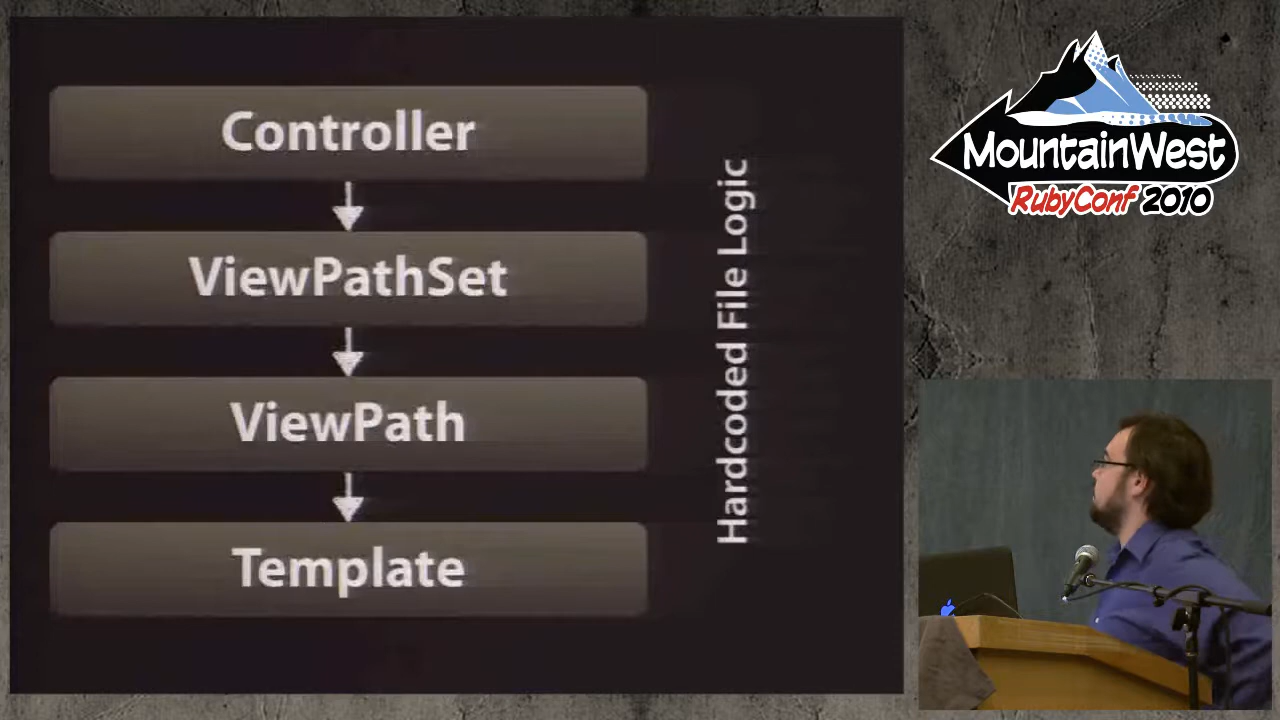 Controller
ViewPathSet
ViewPath
Template
Hardcoded File Logic
MountainWest
RubyConf 2010